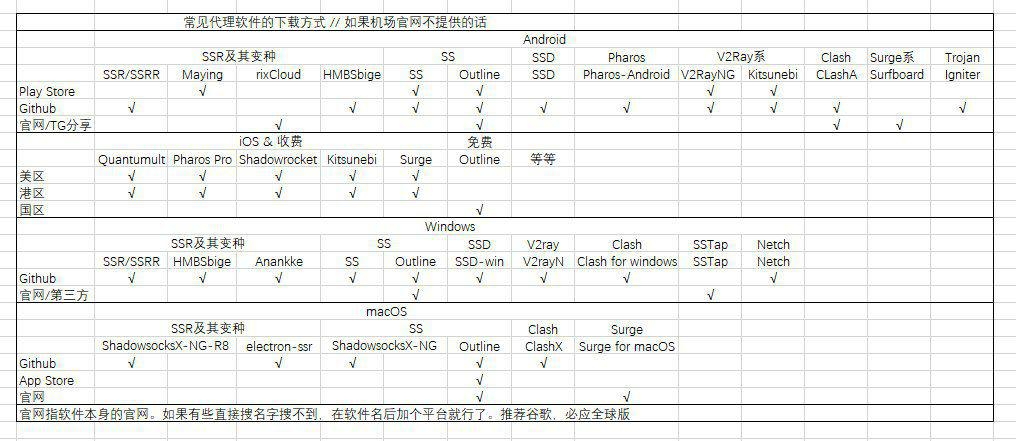 常见代理软件的下载方式 // 如果机场官网不提供的话
Android
SSR及其变种 SS SSD Pharos V2Ray系 Clash Surge系 Trojan
SSR/SSRR Maying rixCloud HMBSbige SS Outline SSD Pharos-Android V2RayNG Kitsunebi CLashA Surfboard Igniter
Play Store √ √ √ √ √
Github √ √ √ √ √ √ √ √ √ √
官网/TG分享 √ √ √ √
iOS & 收费 免费
Quantumult Pharos Pro Shadowrocket Kitsunebi Surge Outline 等等
美区 √ √ √ √ √
港区 √ √ √ √ √
国区 √
Windows
SSR及其变种 SS SSD V2ray Clash SSTap Netch
SSR/SSRR HMBSbige Anankke SS Outline SSD-win V2rayN Clash for windows SSTap Netch
Github √ √ √ √ √ √ √ √ √
官网/第三方 √ √
macOS
SSR及其变种 SS Clash Surge
ShadowsocksX-NG-R8 electron-ssr ShadowsocksX-NG Outline ClashX Surge for macOS
Github √ √ √ √ √
App Store √
官网 √ √
官网指软件本身的官网。如果有些直接搜名字搜不到，在软件名后加个平台就行了。推荐谷歌，必应全球版